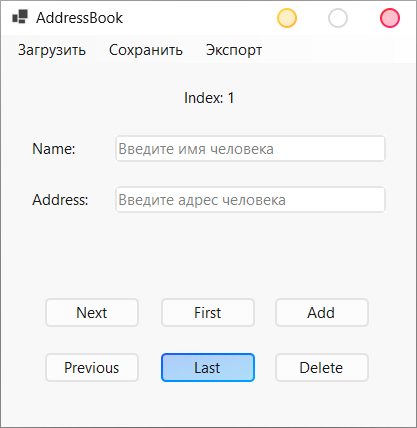 AddressBook
Загрузить Сохранить Экспорт
Index: 1
Name: Введите имя человека
Address: Введите адрес человека
Next First Add
Previous Last Delete